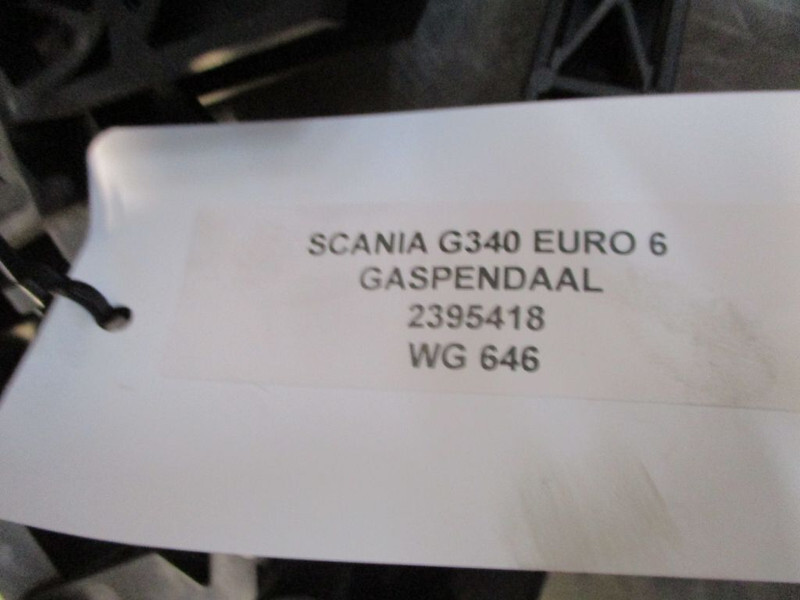 SCANIA G340 EURO 6
GASPENDAAL
2395418
WG 646